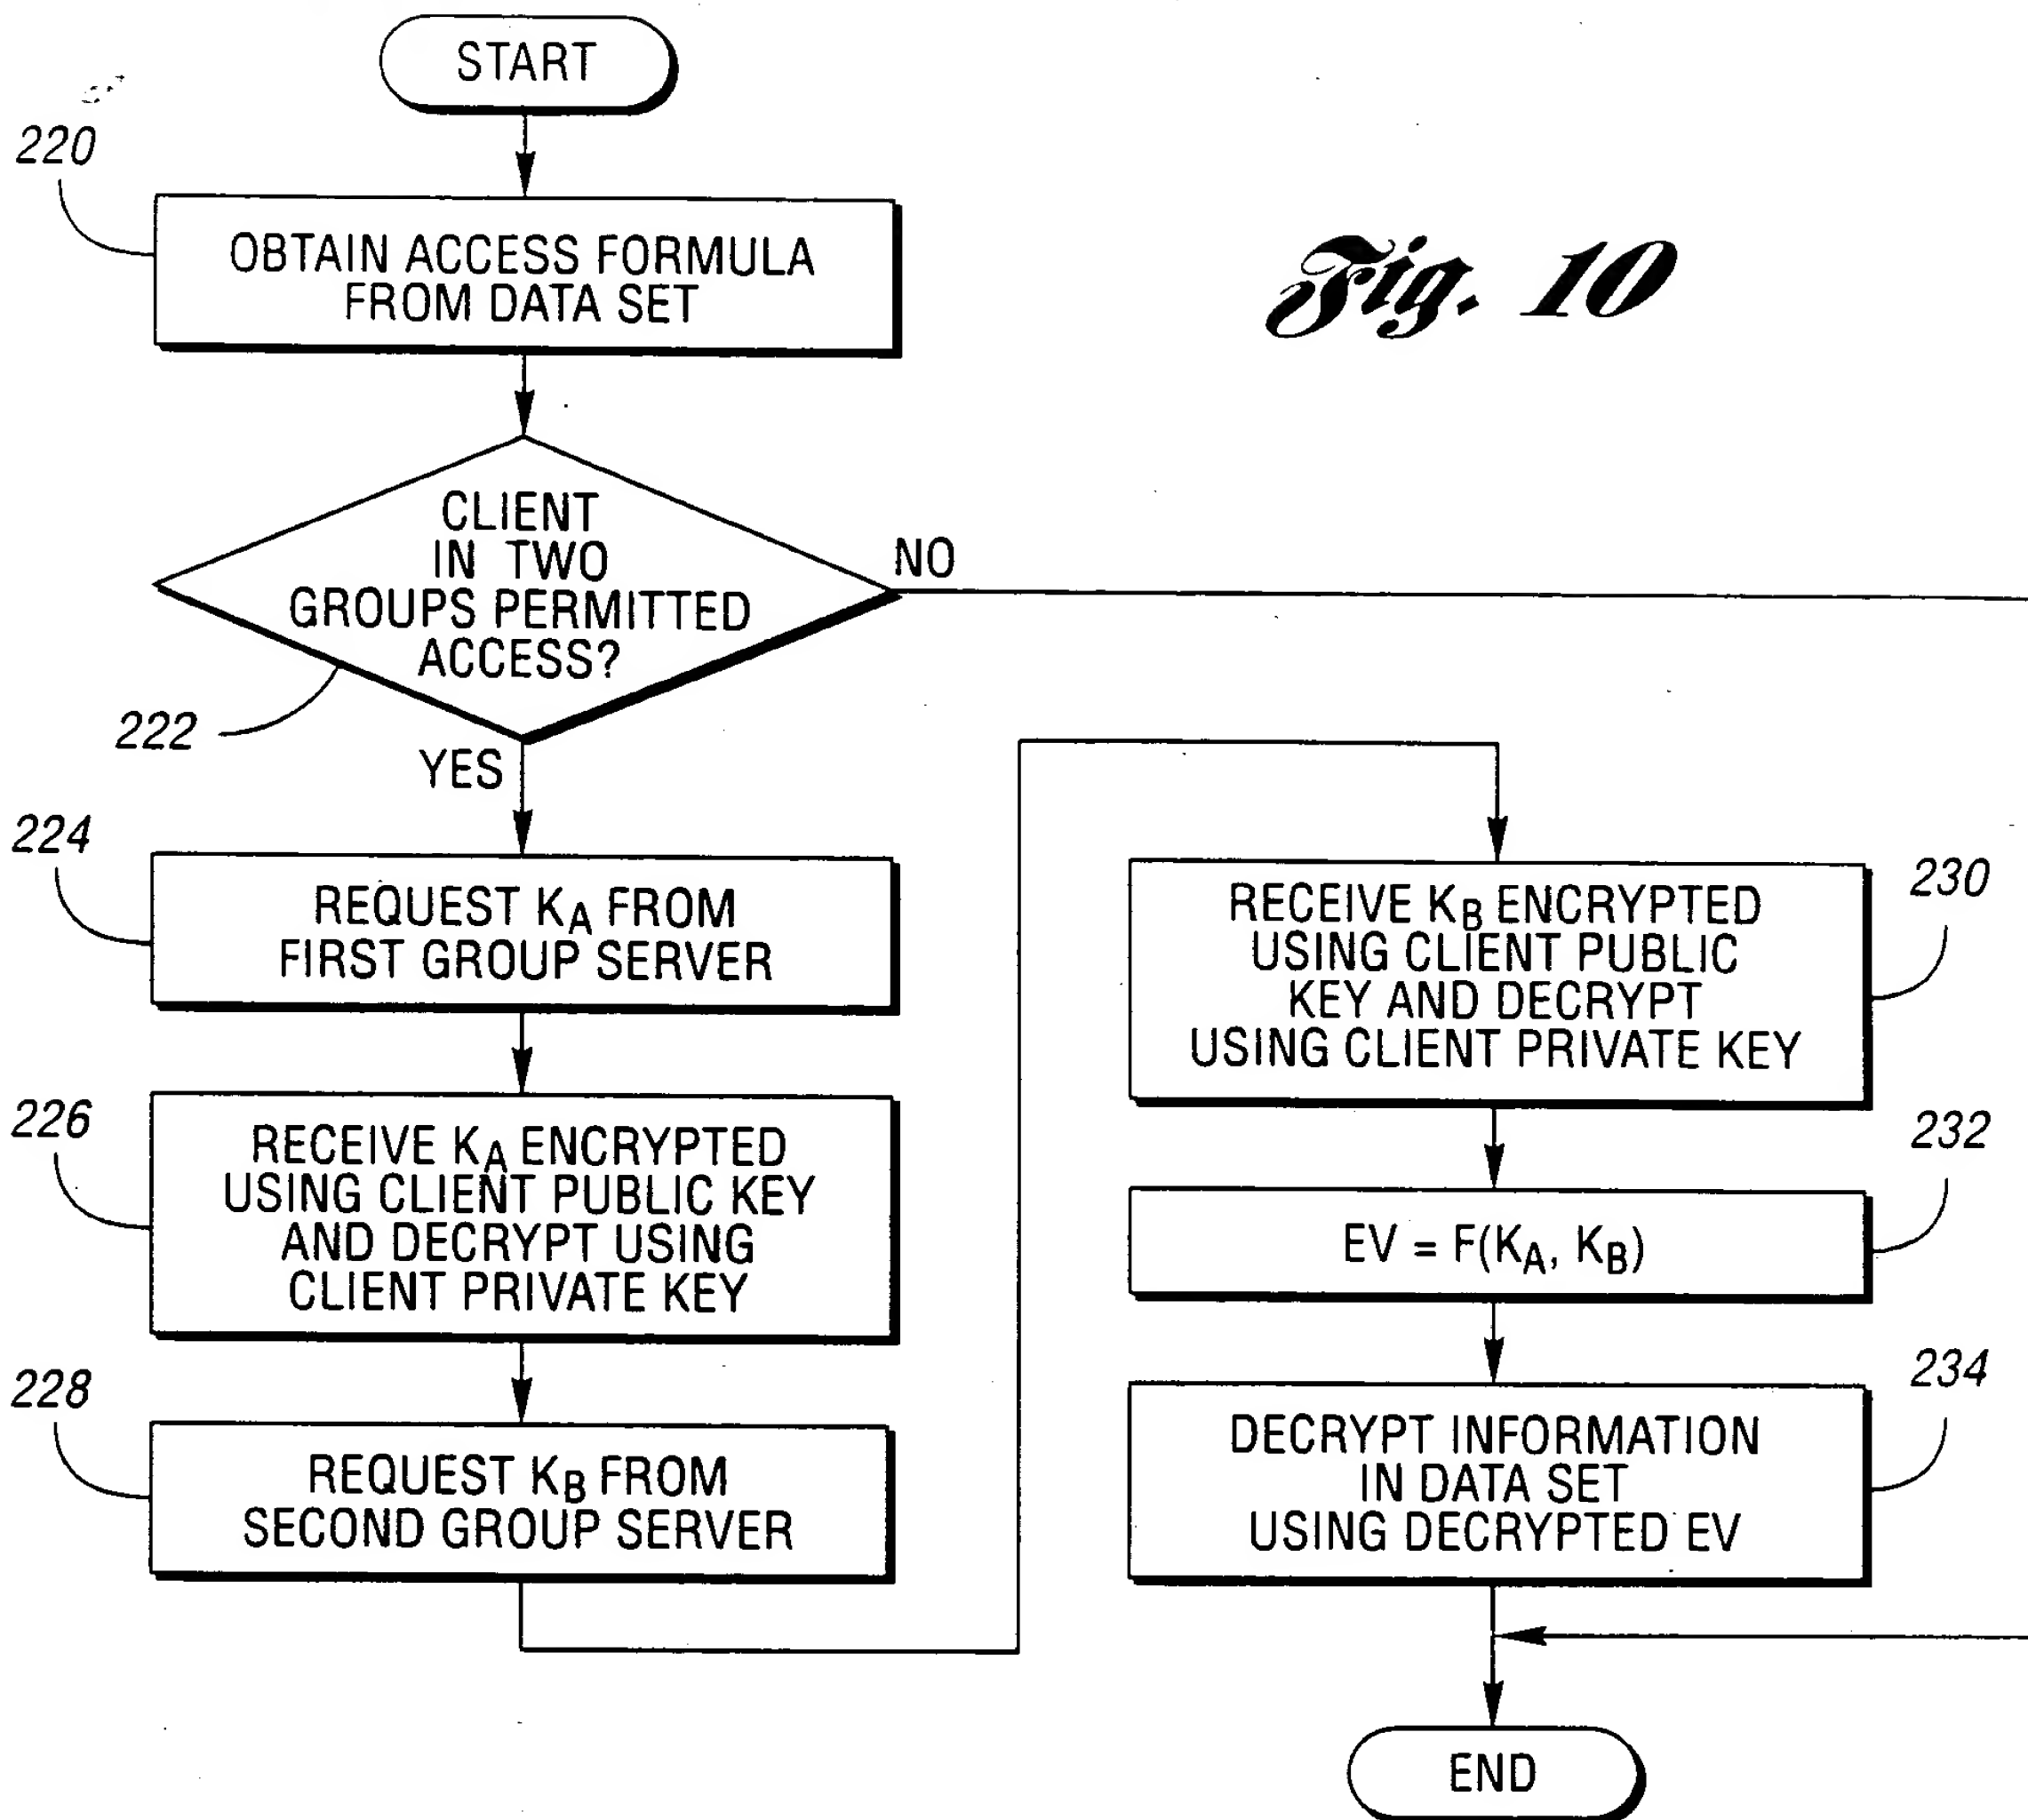 START
220
OBTAIN ACCESS FORMULA
FROM DATA SET
Fig. 10
CLIENT
IN TWO
GROUPS PERMITTED
ACCESS?
NO
222
YES
224
REQUEST KA FROM
FIRST GROUP SERVER
226
RECEIVE KA ENCRYPTED
USING CLIENT PUBLIC KEY
AND DECRYPT USING
CLIENT PRIVATE KEY
228
REQUEST KB FROM
SECOND GROUP SERVER
230
RECEIVE KB ENCRYPTED
USING CLIENT PUBLIC
KEY AND DECRYPT
USING CLIENT PRIVATE KEY
232
EV = F(KA, KB)
234
DECRYPT INFORMATION
IN DATA SET
USING DECRYPTED EV
END